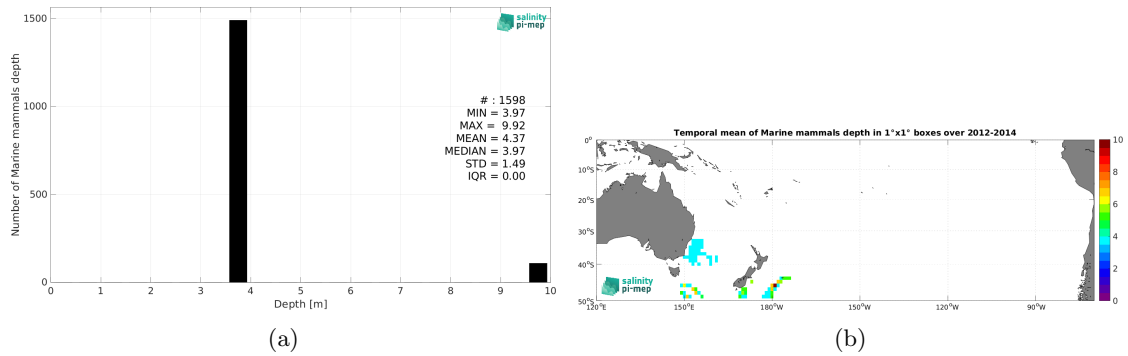 salinity
pi-mep
Number of Marine mammals depth
1500
1000
500
0
# : 1598
MIN = 3.97
MAX = 9.92
MEAN = 4.37
MEDIAN = 3.97
STD = 1.49
IQR = 0.00
0 1 2 3 4 5 6 7 8 9 10
Depth [m]
(a)
Temporal mean of Marine mammals depth in 1°x1° boxes over 2012-2014
0°
10°S
20°S
30°S
40°S
50°S
120°E 150°E 180°W 150°W 120°W 90°W
10
8
6
4
2
0
salinity
pi-mep
(b)